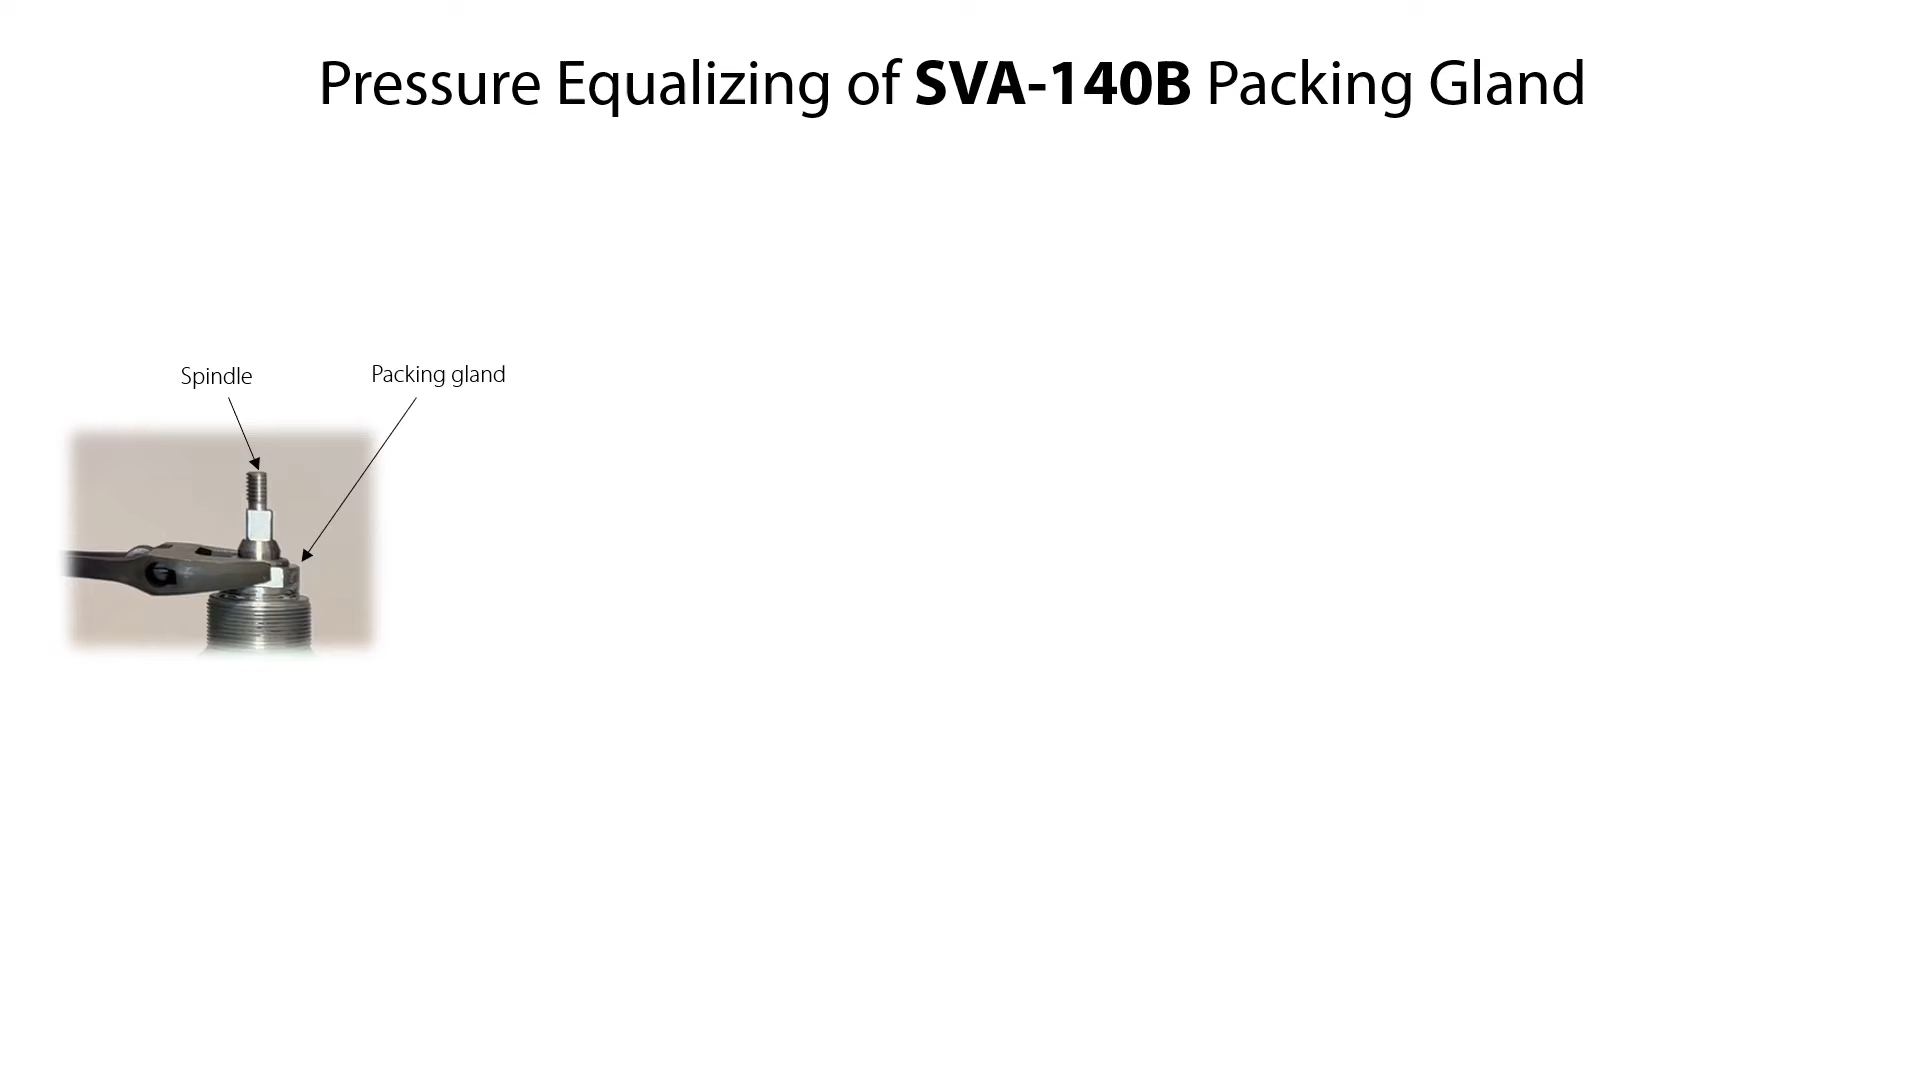 Pressure Equalizing of SVA-140B Packing Gland
Spindle
Packing gland